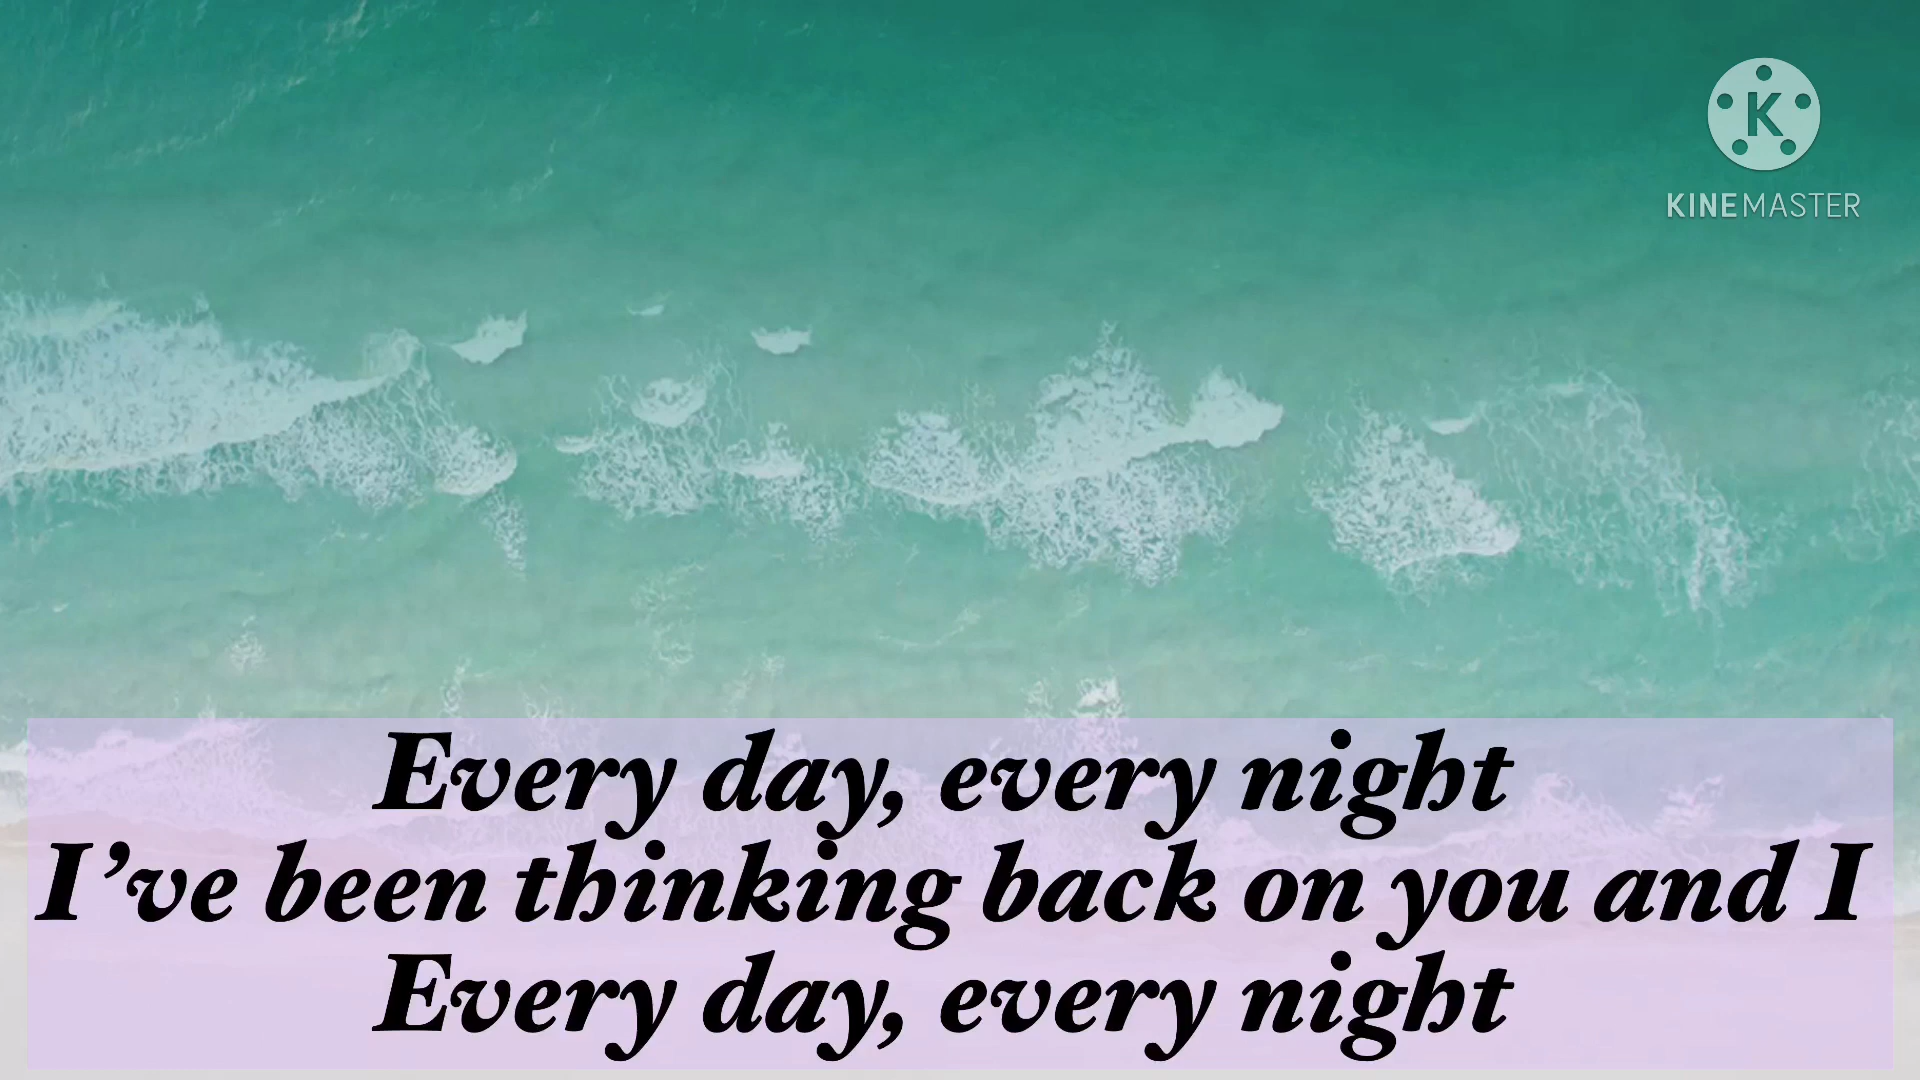 K
KINEMASTER
Every day, every night
I’ve been thinking back on you and I
Every day, every night